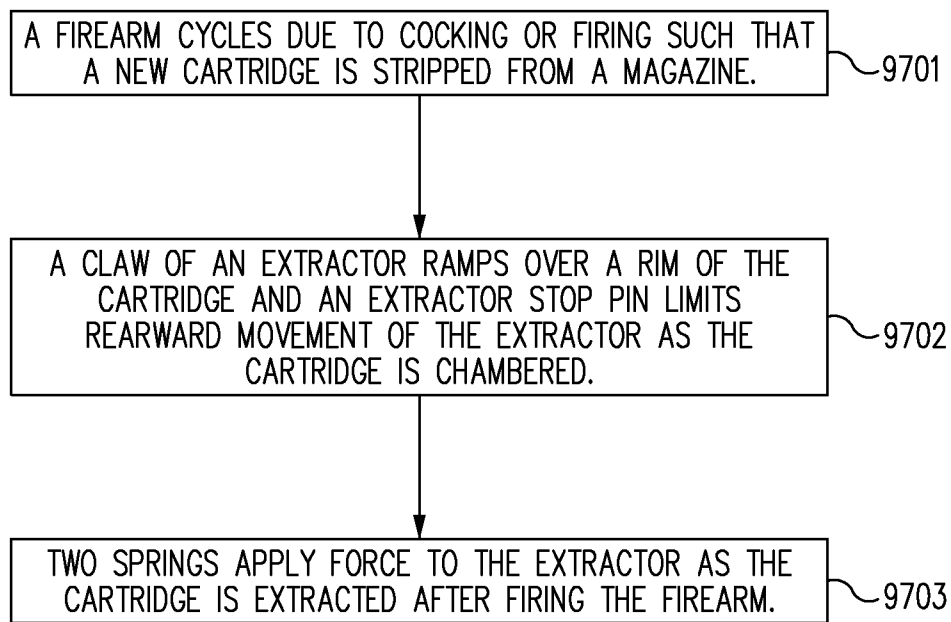 A FIREARM CYCLES DUE TO COCKING OR FIRING SUCH THAT
A NEW CARTRIDGE IS STRIPPED FROM A MAGAZINE.
9701
A CLAW OF AN EXTRACTOR RAMPS OVER A RIM OF THE
CARTRIDGE AND AN EXTRACTOR STOP PIN LIMITS
REARWARD MOVEMENT OF THE EXTRACTOR AS THE
CARTRIDGE IS CHAMBERED.
9702
TWO SPRINGS APPLY FORCE TO THE EXTRACTOR AS THE
CARTRIDGE IS EXTRACTED AFTER FIRING THE FIREARM.
9703